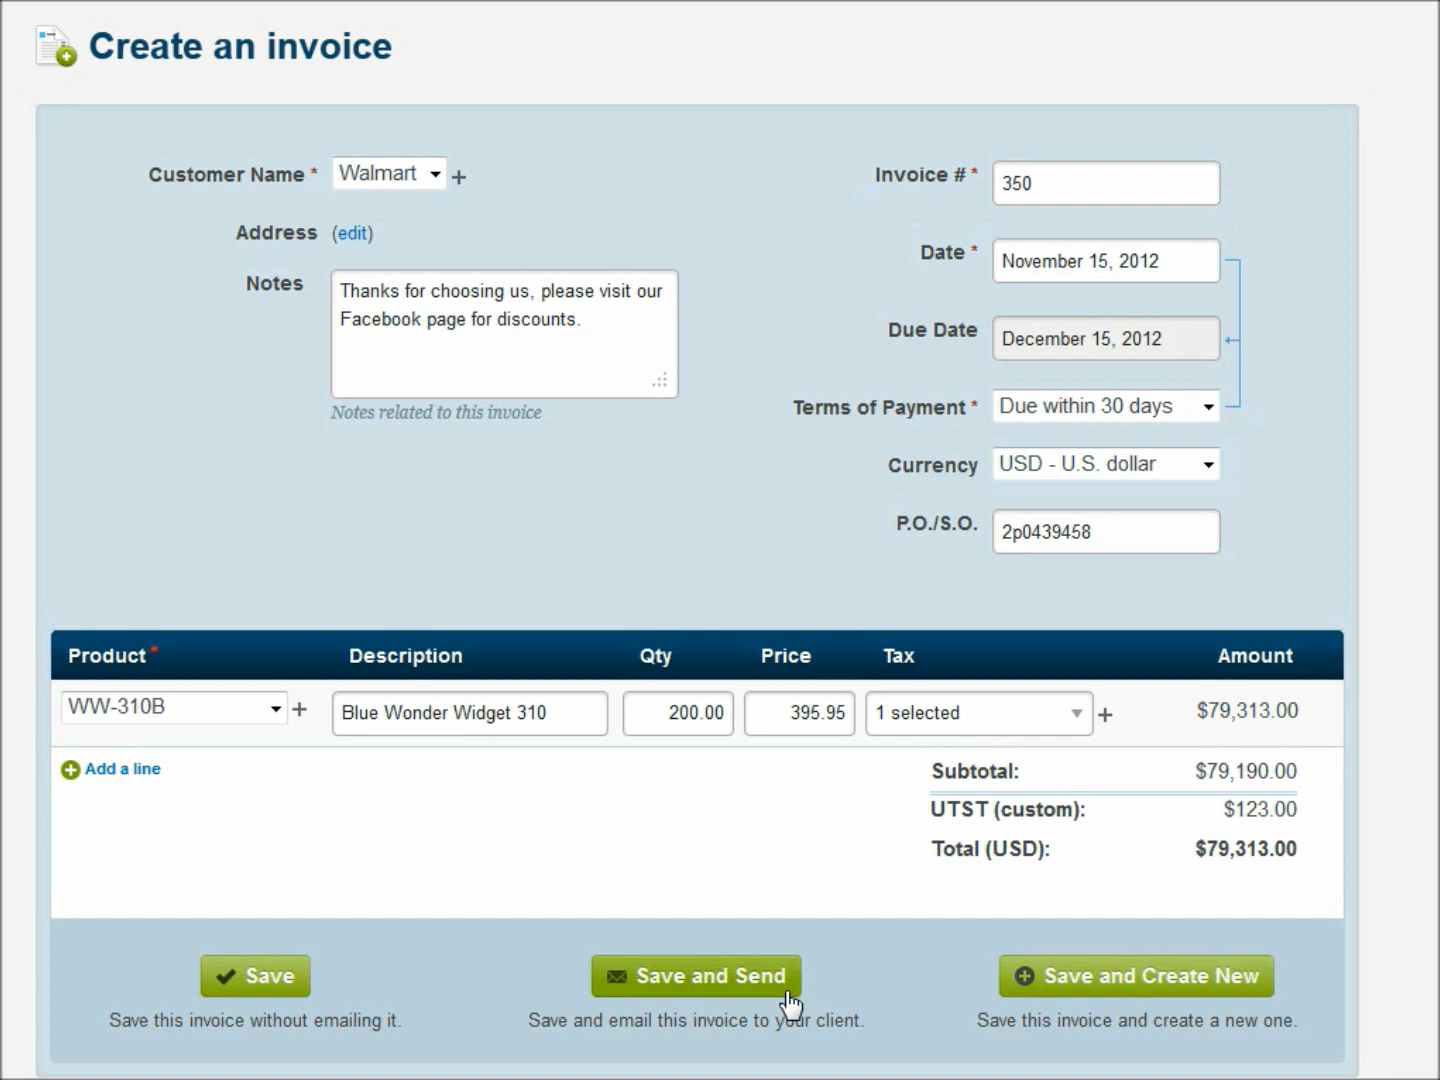 Create an invoice
Customer Name * Walmart
Address (edit)
Notes
Thanks for choosing us, please visit our
Facebook page for discounts.
Notes related to this invoice
Invoice # * 350
Date * November 15, 2012
Due Date December 15, 2012
Terms of Payment * Due within 30 days
Currency USD - U.S. dollar
P.O./S.O. 2p0439458
Product * Description Qty Price Tax Amount
WW-310B Blue Wonder Widget 310 200.00 395.95 1 selected $79,313.00
Add a line
Subtotal: $79,190.00
UTST (custom): $123.00
Total (USD): $79,313.00
Save Save and Send Save and Create New
Save this invoice without emailing it. Save and email this invoice to your client. Save this invoice and create a new one.